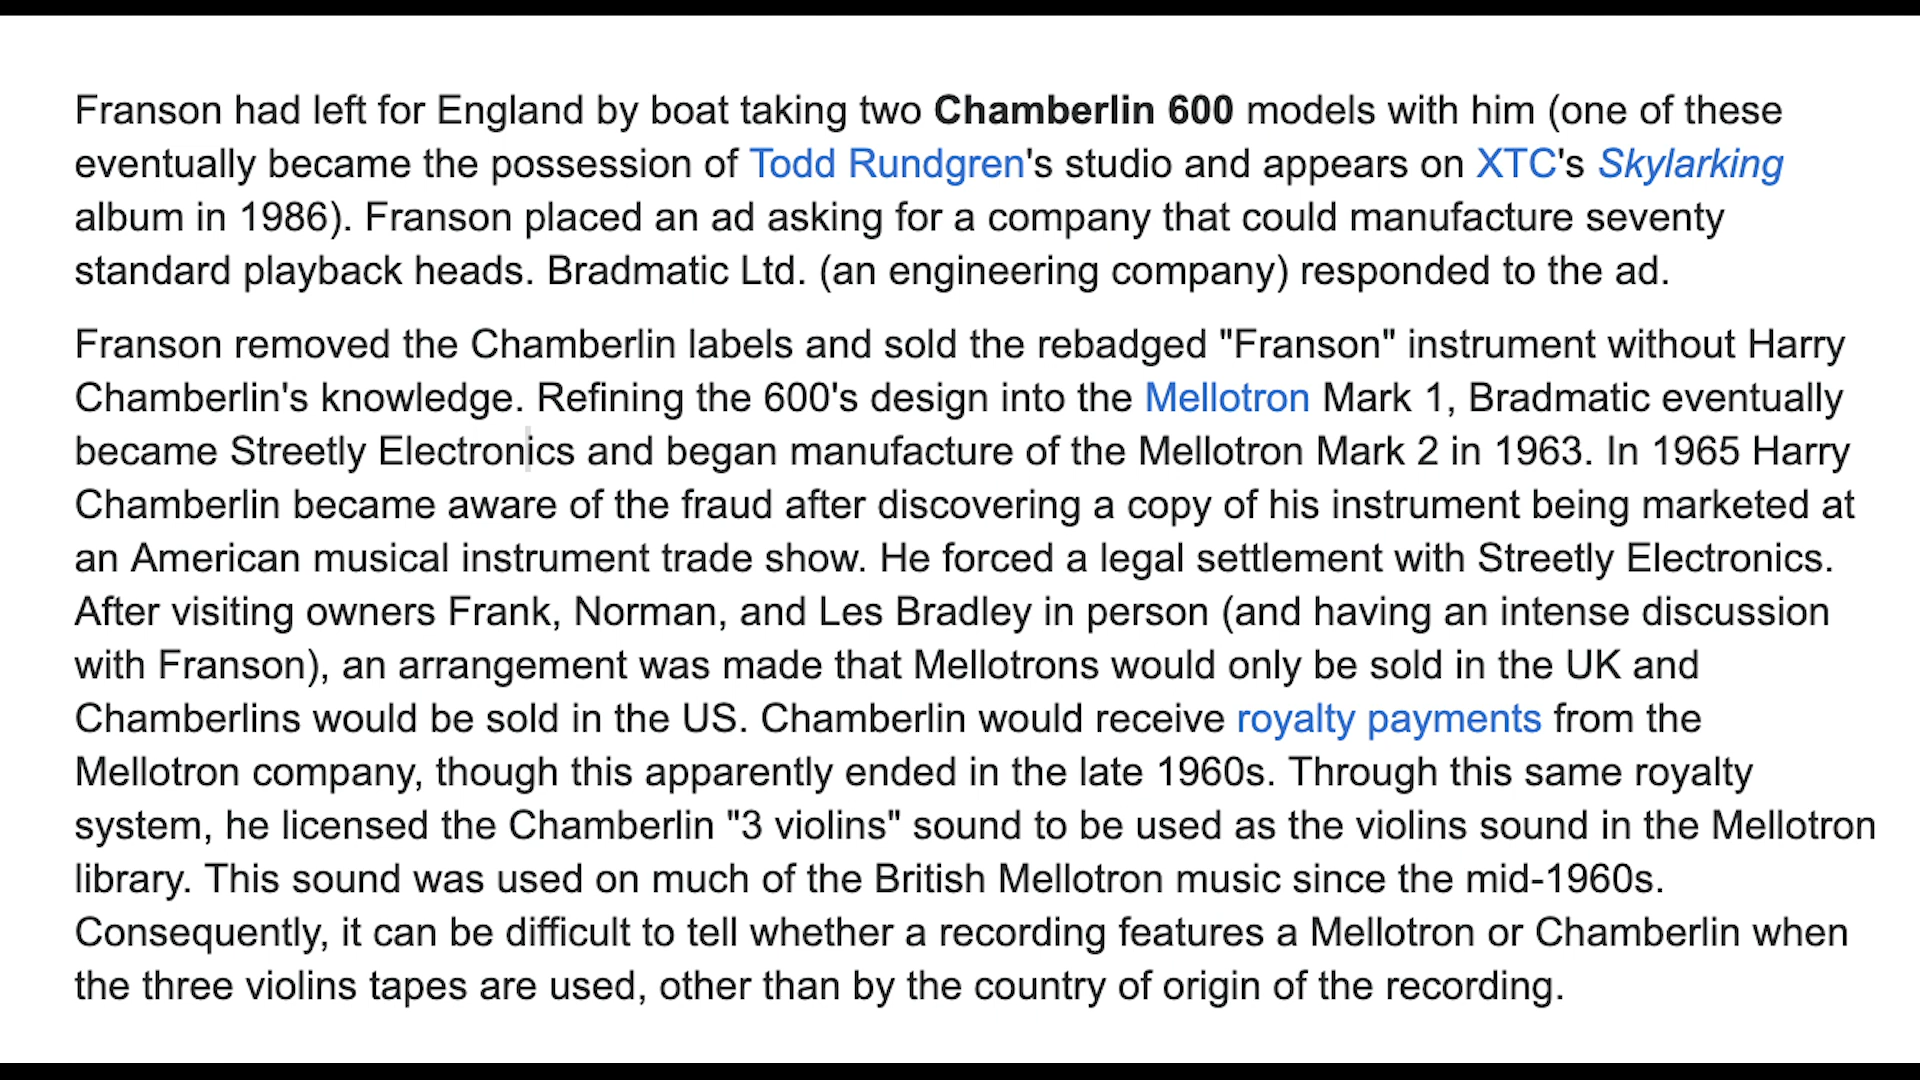 Franson had left for England by boat taking two Chamberlin 600 models with him (one of these
eventually became the possession of Todd Rundgren's studio and appears on XTC's Skylarking
album in 1986). Franson placed an ad asking for a company that could manufacture seventy
standard playback heads. Bradmatic Ltd. (an engineering company) responded to the ad.
Franson removed the Chamberlin labels and sold the rebadged "Franson" instrument without Harry
Chamberlin's knowledge. Refining the 600's design into the Mellotron Mark 1, Bradmatic eventually
became Streetly Electronics and began manufacture of the Mellotron Mark 2 in 1963. In 1965 Harry
Chamberlin became aware of the fraud after discovering a copy of his instrument being marketed at
an American musical instrument trade show. He forced a legal settlement with Streetly Electronics.
After visiting owners Frank, Norman, and Les Bradley in person (and having an intense discussion
with Franson), an arrangement was made that Mellotrons would only be sold in the UK and
Chamberlins would be sold in the US. Chamberlin would receive royalty payments from the
Mellotron company, though this apparently ended in the late 1960s. Through this same royalty
system, he licensed the Chamberlin "3 violins" sound to be used as the violins sound in the Mellotron
library. This sound was used on much of the British Mellotron music since the mid-1960s.
Consequently, it can be difficult to tell whether a recording features a Mellotron or Chamberlin when
the three violins tapes are used, other than by the country of origin of the recording.